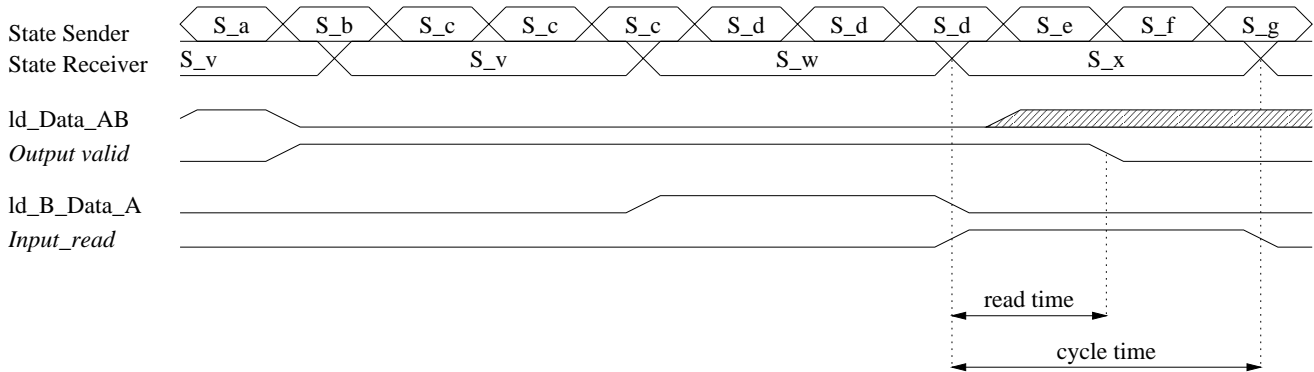 State Sender S_a S_b S_c S_c S_c S_d S_d S_d S_e S_f S_g
State Receiver S_v S_v S_w S_x
ld_Data_AB
Output valid
ld_B_Data_A
Input_read
read time
cycle time